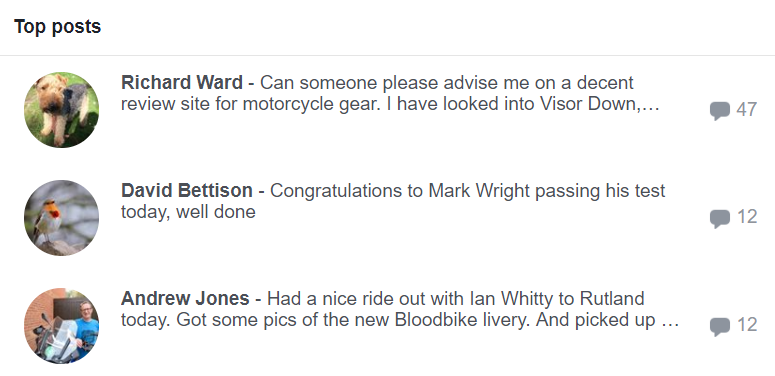 Top posts
Richard Ward - Can someone please advise me on a decent
review site for motorcycle gear. I have looked into Visor Down,…
47
David Bettison - Congratulations to Mark Wright passing his test
today, well done
12
Andrew Jones - Had a nice ride out with Ian Whitty to Rutland
today. Got some pics of the new Bloodbike livery. And picked up …
12